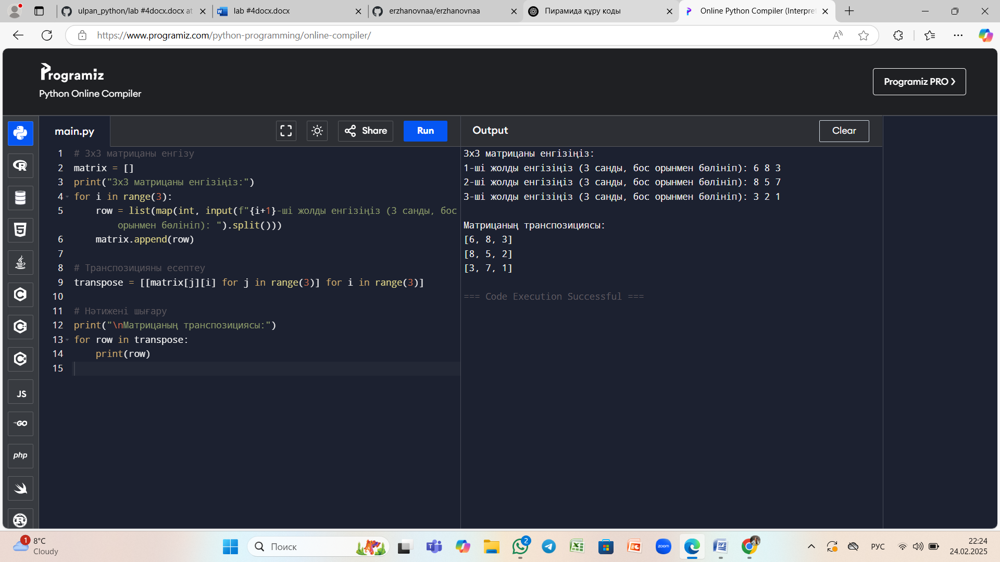 ulpan_python/lab #4docx.docx at
lab #4docx.docx
erzhanovnaa/erzhanovnaa
Пирамида құру коды
Online Python Compiler (Interpre
https://www.programiz.com/python-programming/online-compiler/
Programiz
Python Online Compiler
Programiz PRO ❯
main.py
Share
Run
Output
Clear
1 # 3x3 матрицаны енгізу
2 matrix = []
3 print("3x3 матрицаны енгізіңіз:")
4 for i in range(3):
5 row = list(map(int, input(f"{i+1}-ші жолды енгізіңіз (3 санды, бос
орынмен бөлініп): ").split()))
6 matrix.append(row)
7
8 # Транспозицияны есептеу
9 transpose = [[matrix[j][i] for j in range(3)] for i in range(3)]
10
11 # Нәтижені шығару
12 print("\nМатрицаның транспозициясы:")
13 for row in transpose:
14 print(row)
15
3x3 матрицаны енгізіңіз:
1-ші жолды енгізіңіз (3 санды, бос орынмен бөлініп): 6 8 3
2-ші жолды енгізіңіз (3 санды, бос орынмен бөлініп): 8 5 7
3-ші жолды енгізіңіз (3 санды, бос орынмен бөлініп): 3 2 1
Матрицаның транспозициясы:
[6, 8, 3]
[8, 5, 2]
[3, 7, 1]
=== Code Execution Successful ===
JS
GO
php
1
8°C
Cloudy
Поиск
2
zoom
РУС
22:24
24.02.2025